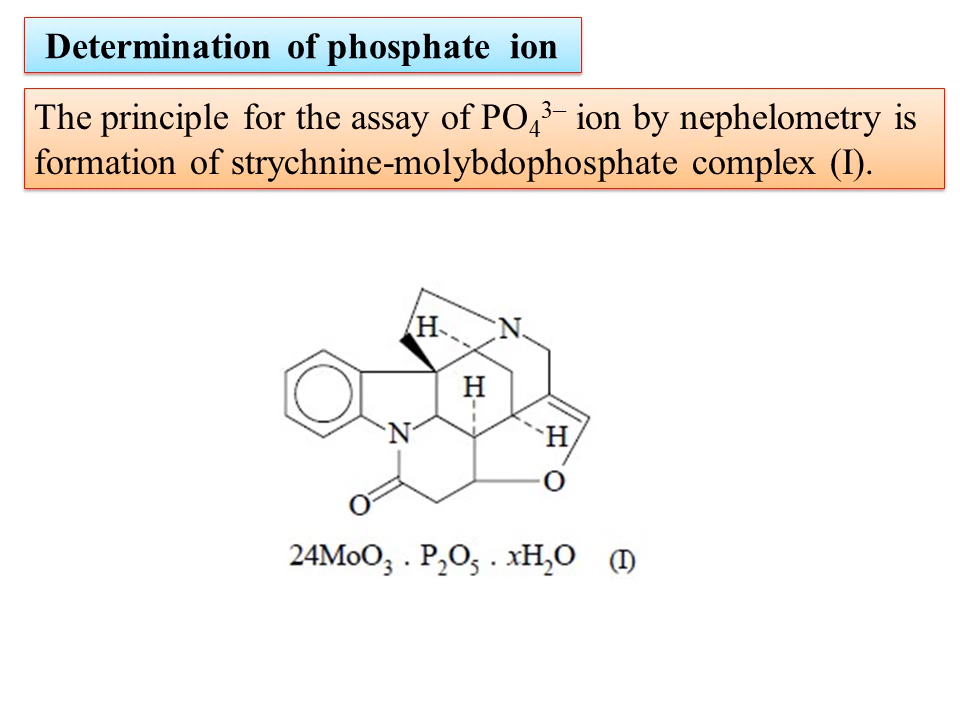 Determination of phosphate ion
The principle for the assay of PO₄³⁻ ion by nephelometry is
formation of strychnine-molybdophosphate complex (I).
H
N
H
N
H
O
O
24MoO₃ . P₂O₅ . xH₂O (I)